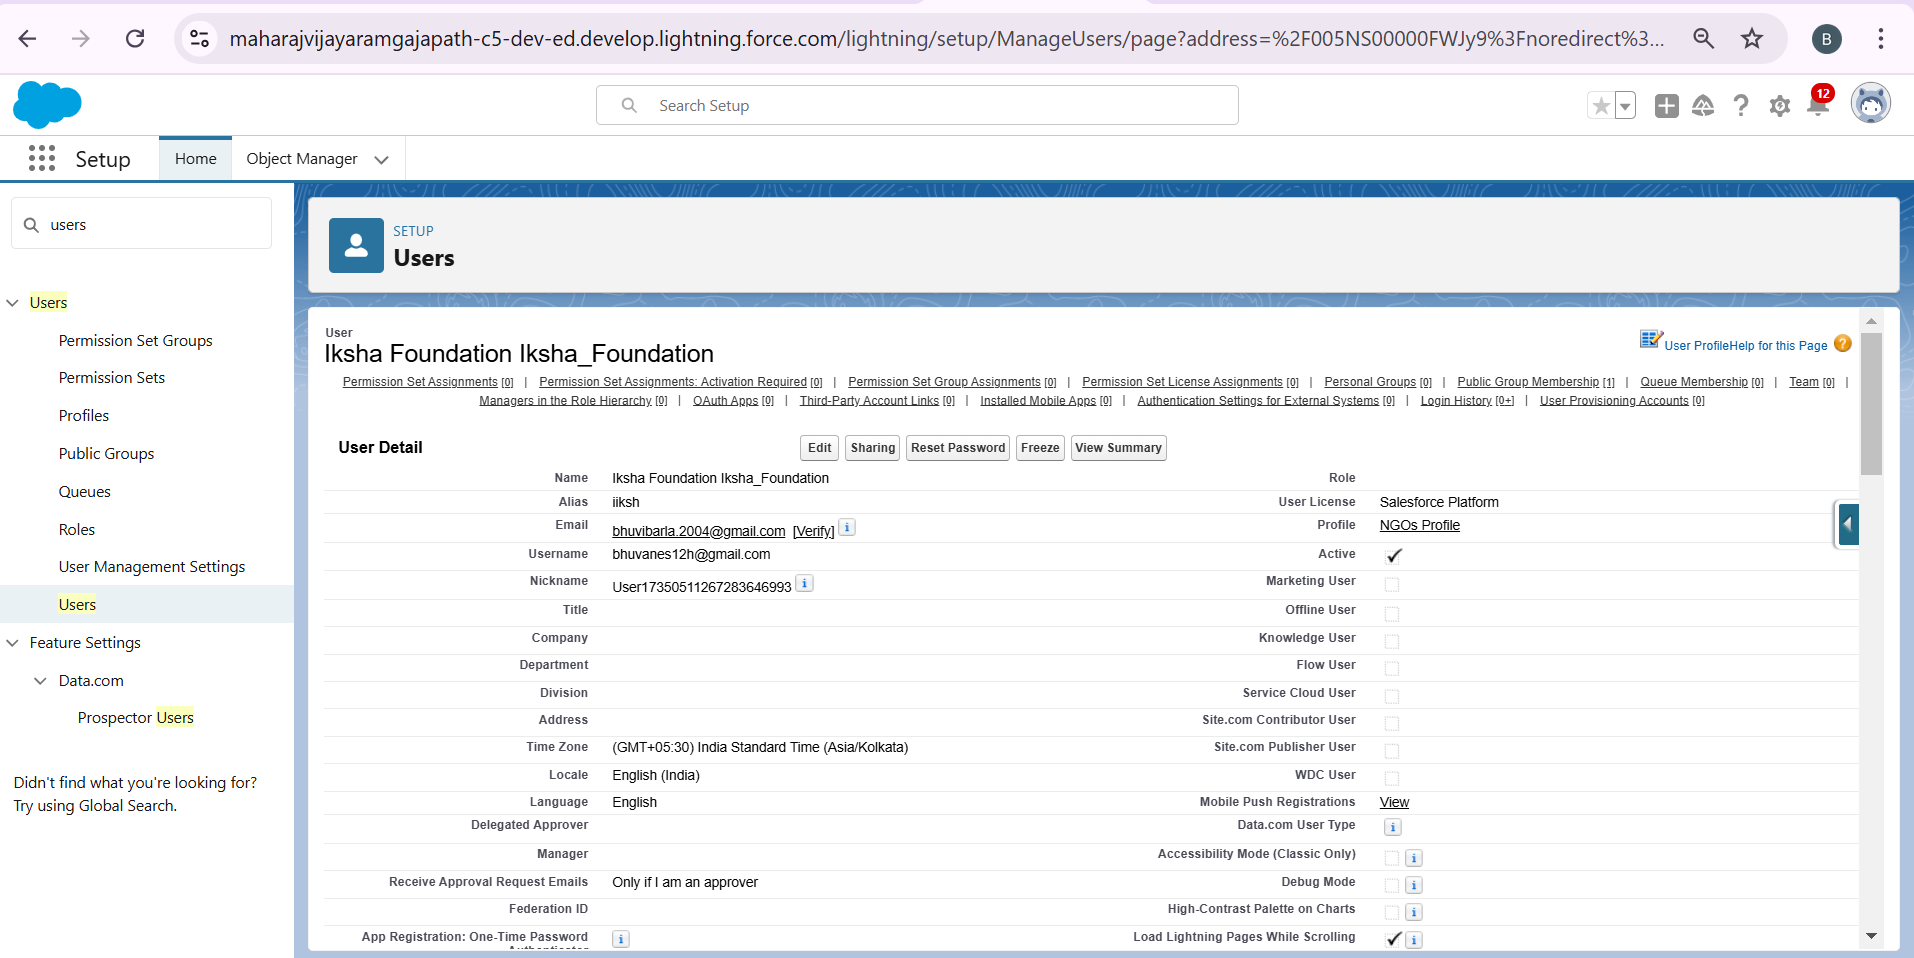 maharajvijayaramgajapath-c5-dev-ed.develop.lightning.force.com/lightning/setup/ManageUsers/page?address=%2F005NS00000FWJy9%3Fnoredirect%3...
B
Search Setup
12
Setup
Home
Object Manager
users
SETUP
Users
Users
Permission Set Groups
Permission Sets
Profiles
Public Groups
Queues
Roles
User Management Settings
Users
Feature Settings
Data.com
Prospector Users
Didn't find what you're looking for?
Try using Global Search.
User
Iksha Foundation Iksha_Foundation
User Profile Help for this Page ?
Permission Set Assignments [0] | Permission Set Assignments: Activation Required [0] | Permission Set Group Assignments [0] | Permission Set License Assignments [0] | Personal Groups [0] | Public Group Membership [1] | Queue Membership [0] | Team [0] |
Managers in the Role Hierarchy [0] | OAuth Apps [0] | Third-Party Account Links [0] | Installed Mobile Apps [0] | Authentication Settings for External Systems [0] | Login History [0+] | User Provisioning Accounts [0]
User Detail
Edit Sharing Reset Password Freeze View Summary
Name Iksha Foundation Iksha_Foundation Role
Alias iiksh User License Salesforce Platform
Email bhuvibarla.2004@gmail.com [Verify] i Profile NGOs Profile
Username bhuvanes12h@gmail.com Active
Nickname User17350511267283646993 i Marketing User
Title Offline User
Company Knowledge User
Department Flow User
Division Service Cloud User
Address Site.com Contributor User
Time Zone (GMT+05:30) India Standard Time (Asia/Kolkata) Site.com Publisher User
Locale English (India) WDC User
Language English Mobile Push Registrations View
Delegated Approver Data.com User Type i
Manager Accessibility Mode (Classic Only) i
Receive Approval Request Emails Only if I am an approver Debug Mode i
Federation ID High-Contrast Palette on Charts i
App Registration: One-Time Password i Load Lightning Pages While Scrolling i